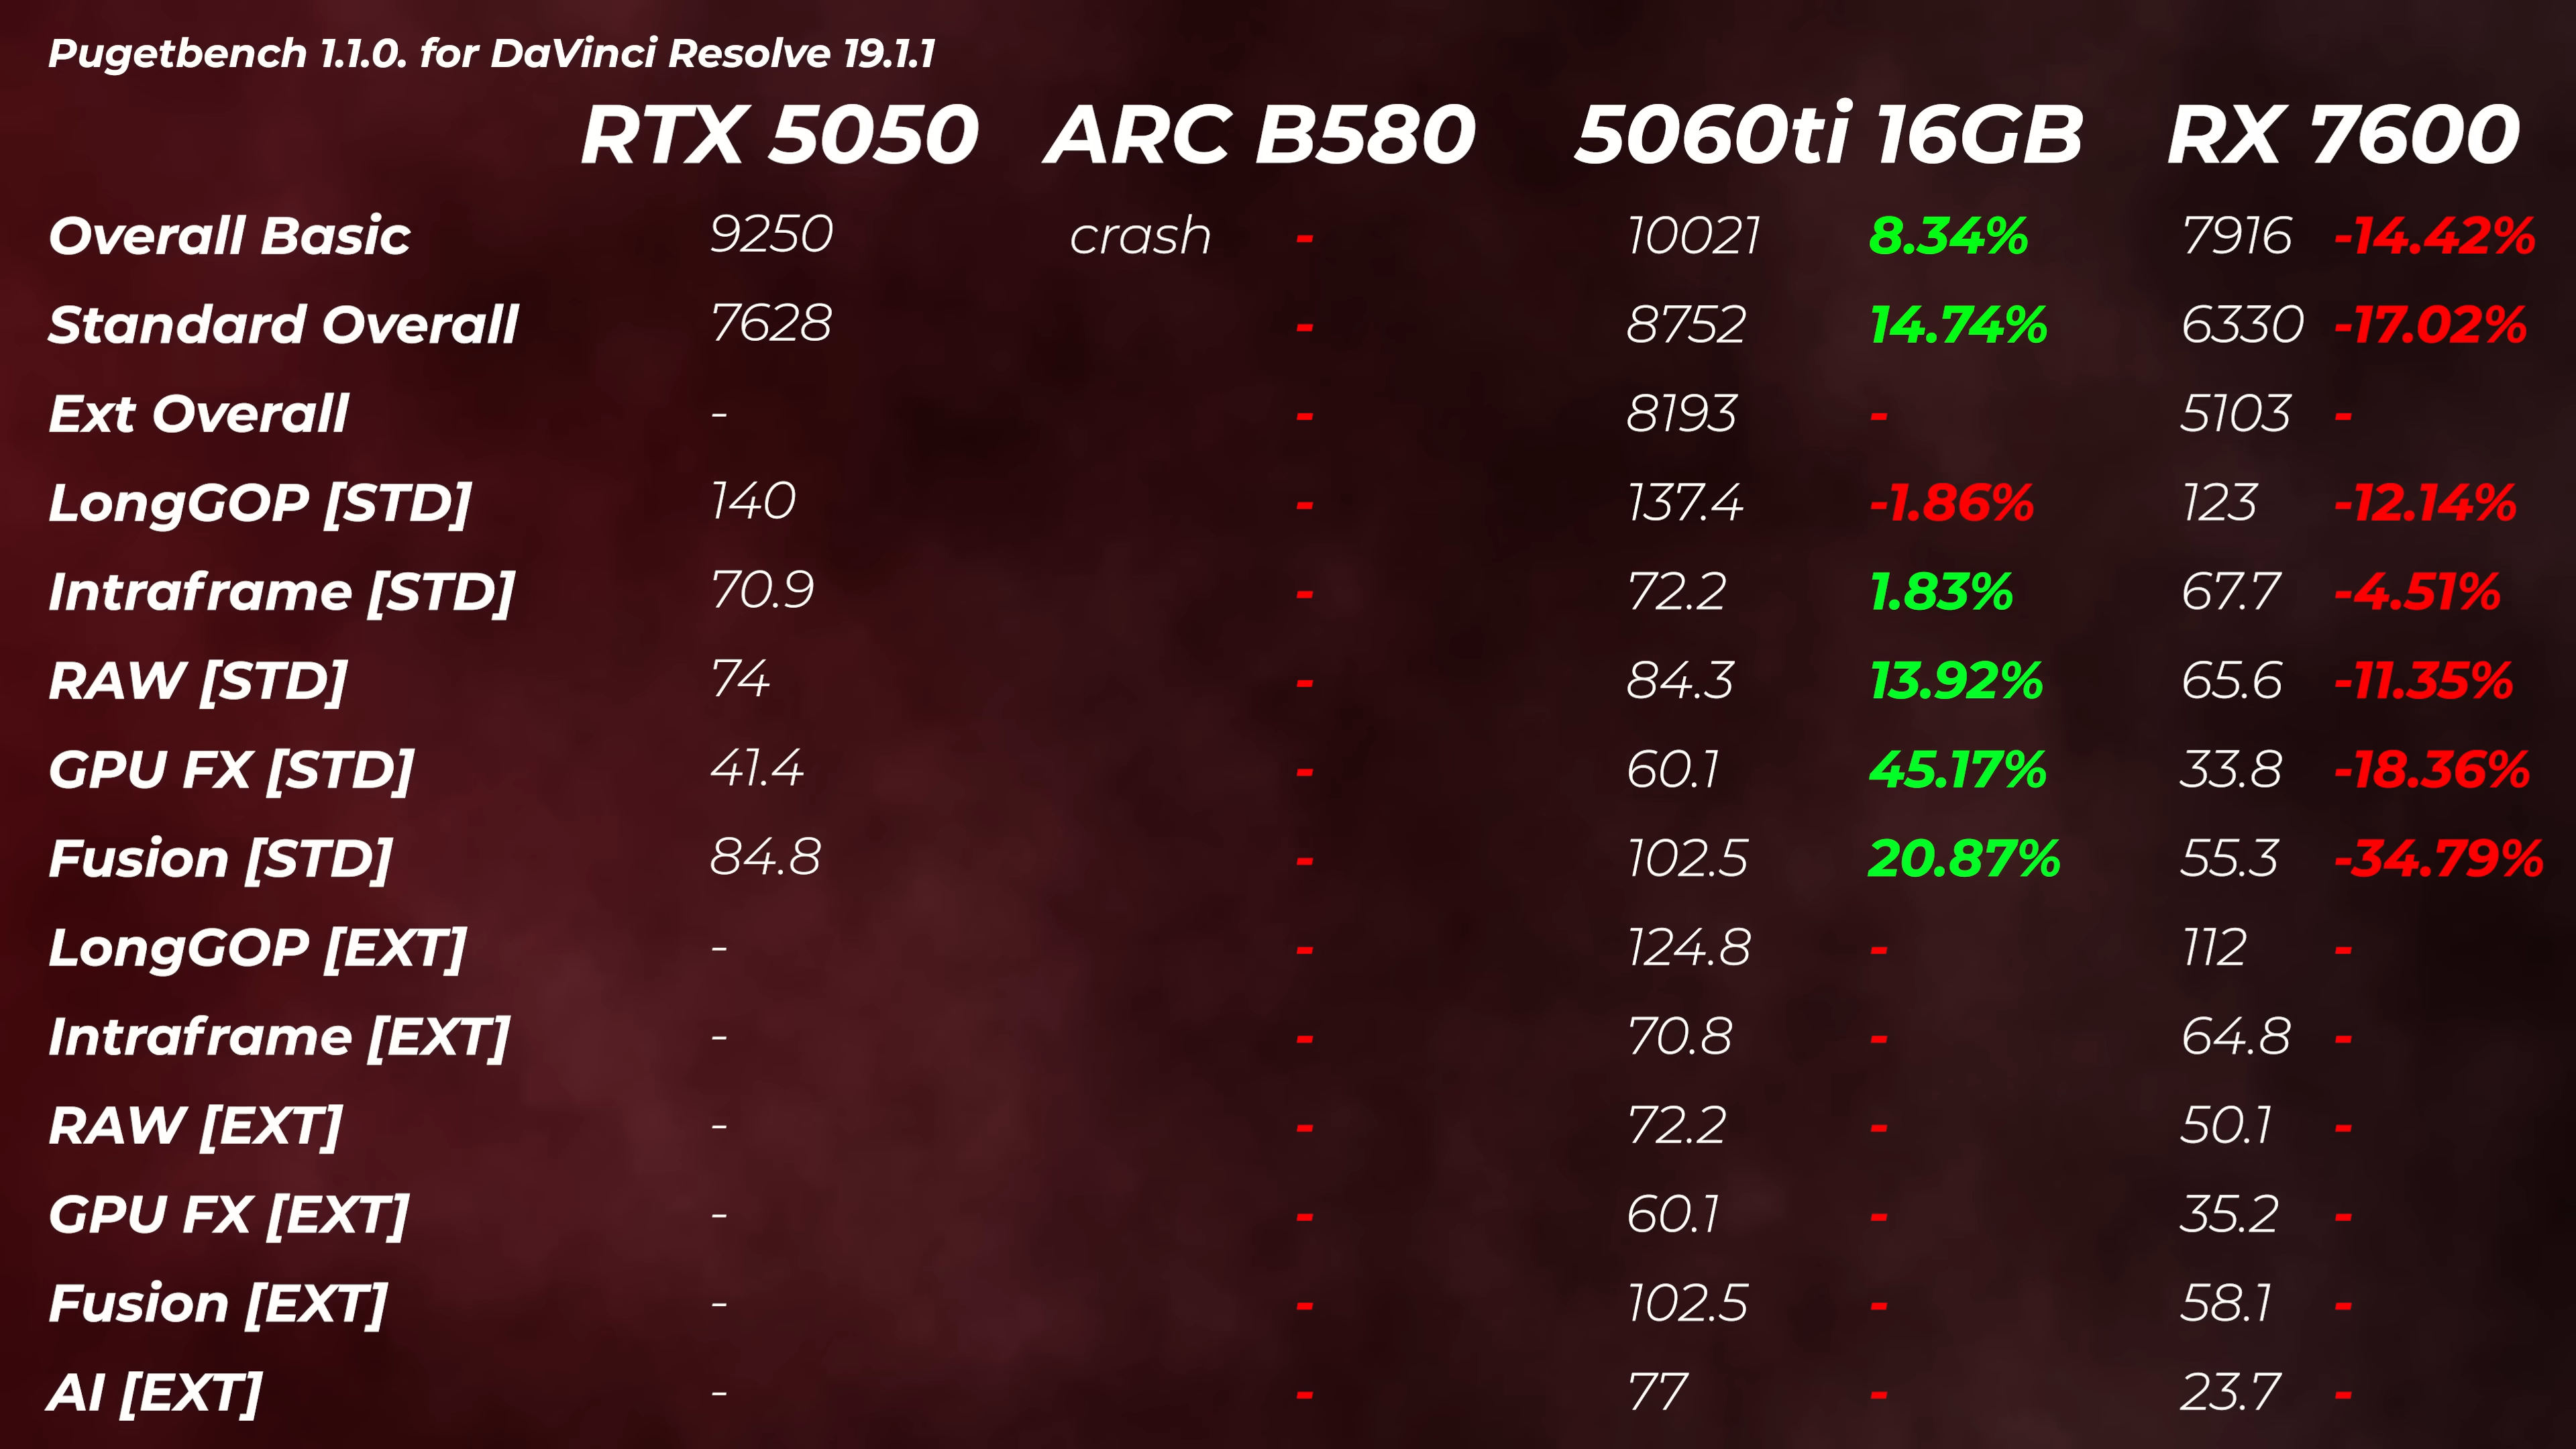 Pugetbench 1.1.0. for DaVinci Resolve 19.1.1
RTX 5050 ARC B580 5060ti 16GB RX 7600
Overall Basic 9250 crash - 10021 8.34% 7916 -14.42%
Standard Overall 7628 - 8752 14.74% 6330 -17.02%
Ext Overall - - 8193 - 5103 -
LongGOP [STD] 140 - 137.4 -1.86% 123 -12.14%
Intraframe [STD] 70.9 - 72.2 1.83% 67.7 -4.51%
RAW [STD] 74 - 84.3 13.92% 65.6 -11.35%
GPU FX [STD] 41.4 - 60.1 45.17% 33.8 -18.36%
Fusion [STD] 84.8 - 102.5 20.87% 55.3 -34.79%
LongGOP [EXT] - - 124.8 - 112 -
Intraframe [EXT] - - 70.8 - 64.8 -
RAW [EXT] - - 72.2 - 50.1 -
GPU FX [EXT] - - 60.1 - 35.2 -
Fusion [EXT] - - 102.5 - 58.1 -
AI [EXT] - - 77 - 23.7 -